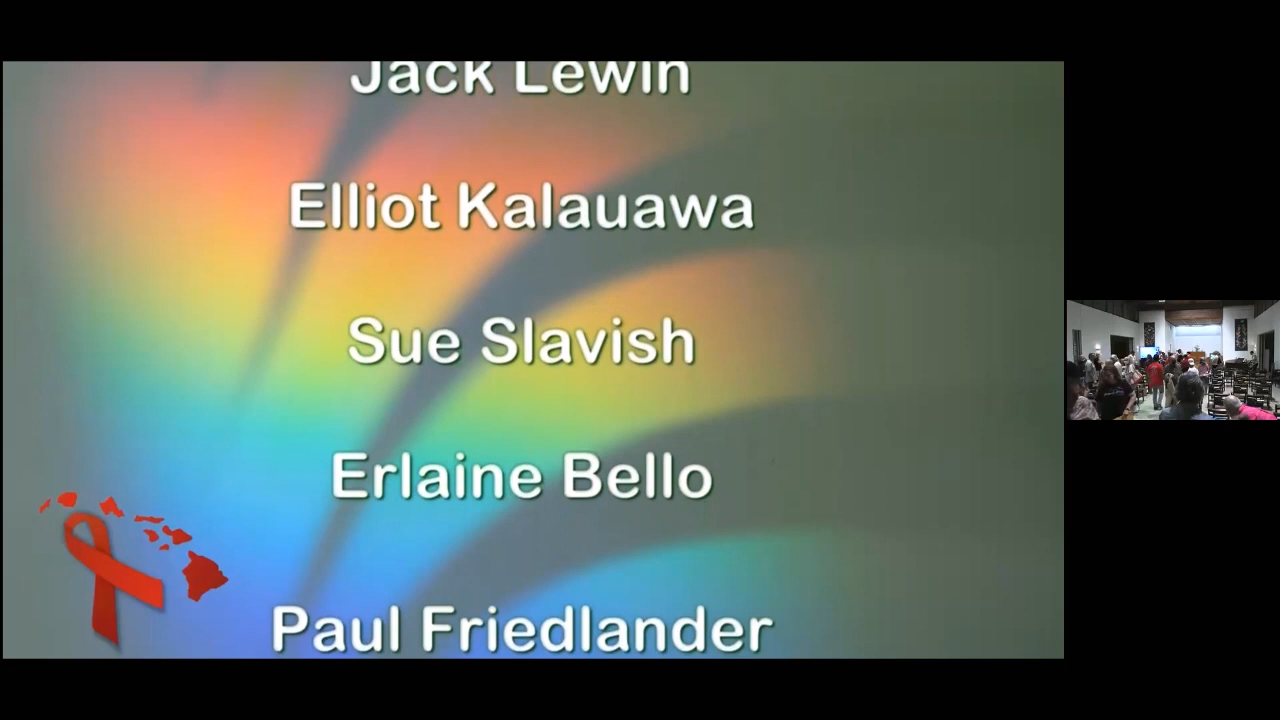 Jack Lewin
Elliot Kalauawa
Sue Slavish
Erlaine Bello
Paul Friedlander